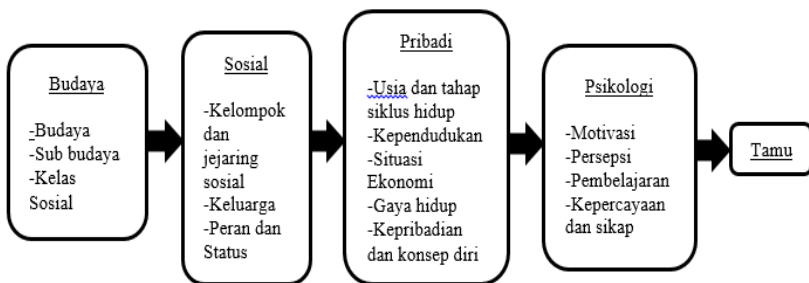 Budaya
-Budaya
-Sub budaya
-Kelas
Sosial
Sosial
-Kelompok
dan
jejaring
sosial
-Keluarga
-Peran dan
Status
Pribadi
-Usia dan tahap
siklus hidup
-Kependudukan
-Situasi
Ekonomi
-Gaya hidup
-Kepribadian
dan konsep diri
Psikologi
-Motivasi
-Persepsi
-Pembelajaran
-Kepercayaan
dan sikap
Tamu